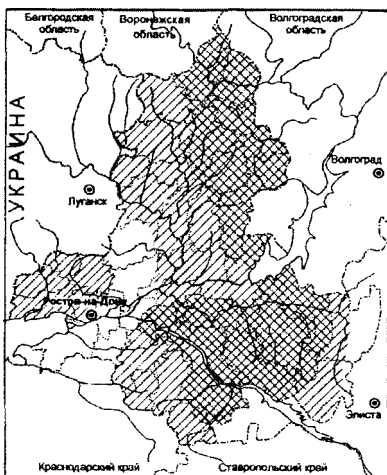 Белгородская
область
Воронежская
область
Волгоградская
область
УКРАИНА
Волгоград
Луганск
Ростов-на-Дону
Элиста
Краснодарский край
Ставропольский край